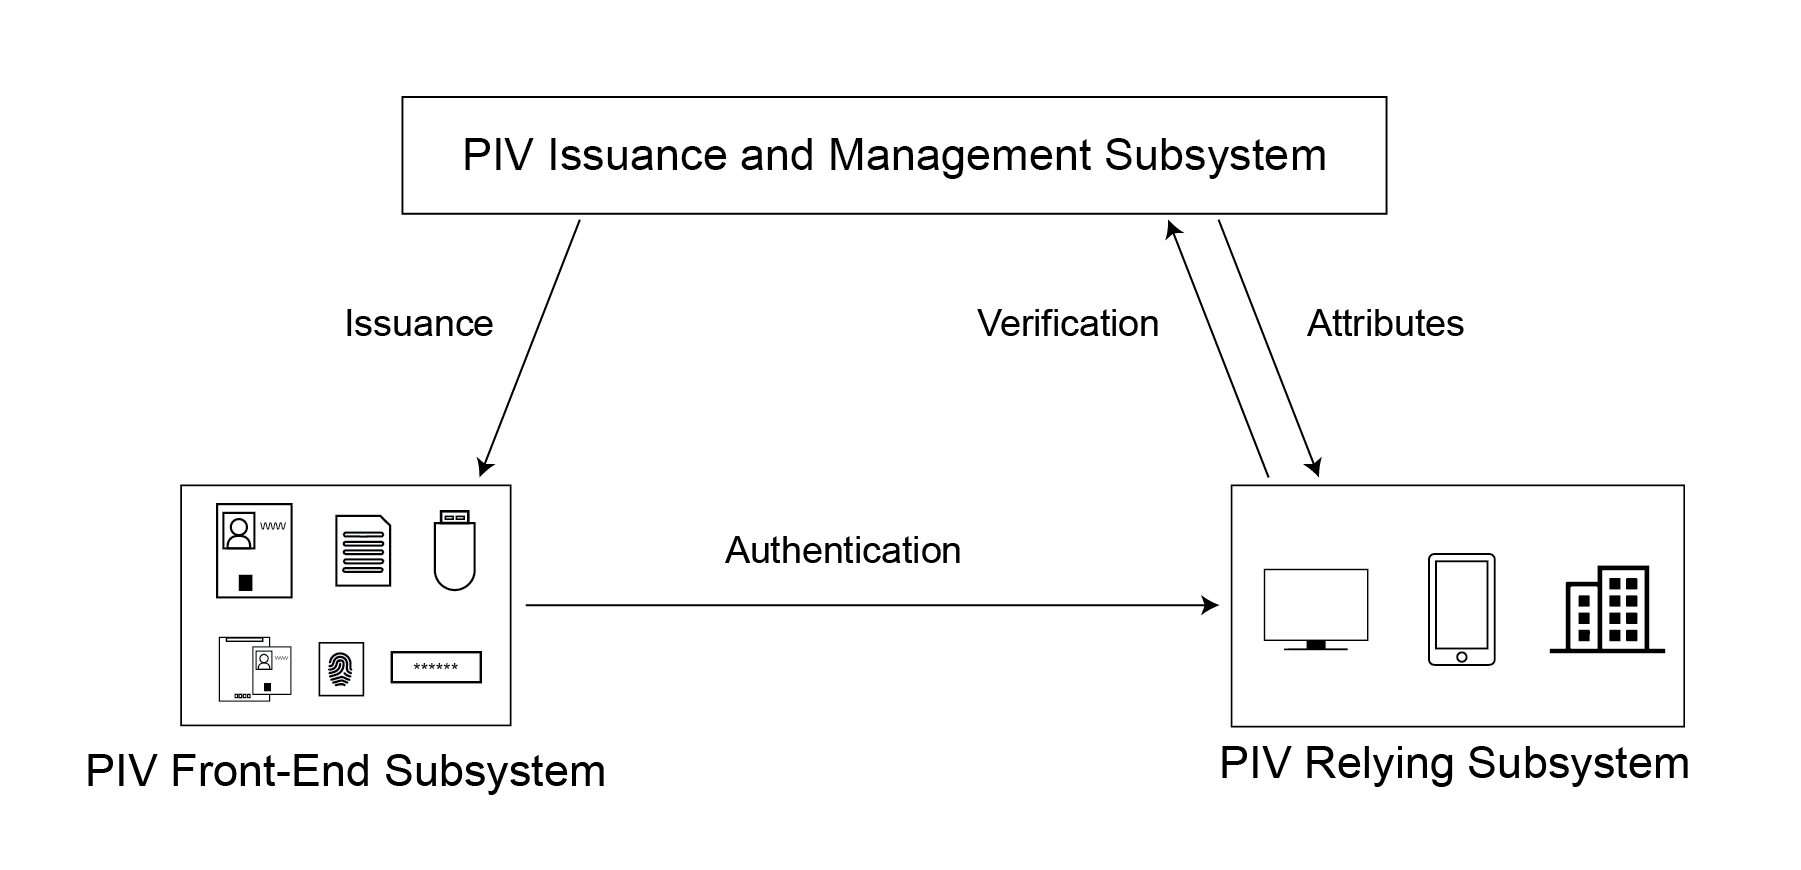 PIV Issuance and Management Subsystem
Issuance
Verification
Attributes
Authentication
******
PIV Front-End Subsystem
PIV Relying Subsystem